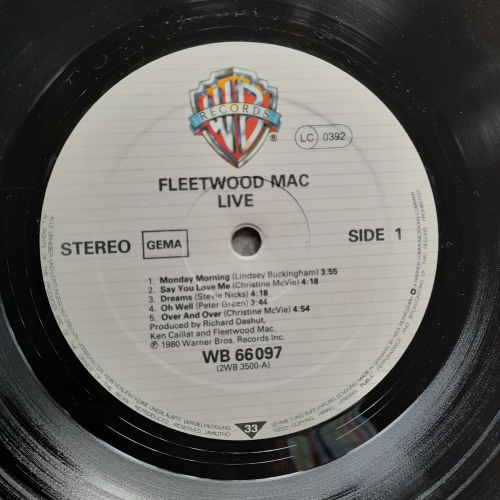 WB
RECORDS
®
LC 0392
FLEETWOOD MAC
LIVE
STEREO GEMA SIDE 1
1. Monday Morning (Lindsey Buckingham) 3:55
2. Say You Love Me (Christine McVie) 4:18
3. Dreams (Stevie Nicks) 4:18
4. Oh Well (Peter Green) 3:44
5. Over And Over (Christine McVie) 4:54
Produced by Richard Dashut,
Ken Caillat and Fleetwood Mac.
℗ 1980 Warner Bros. Records Inc.
WB 66097
(2WB 3500-A)
33